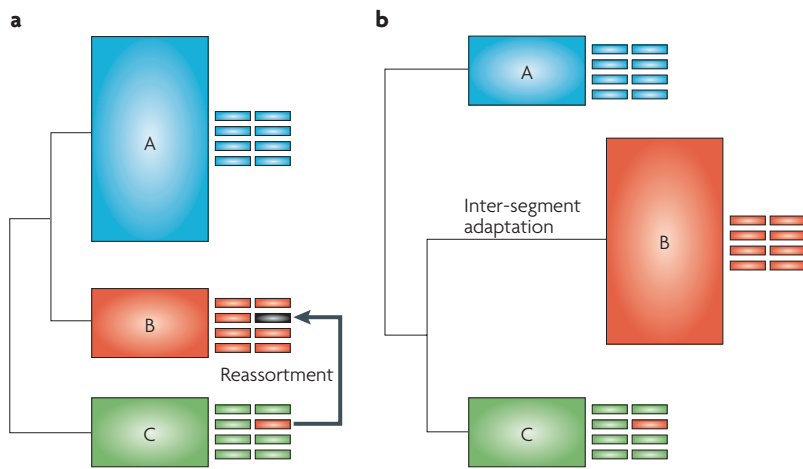 a
A
B
Reassortment
C
b
A
Inter-segment
adaptation
B
C